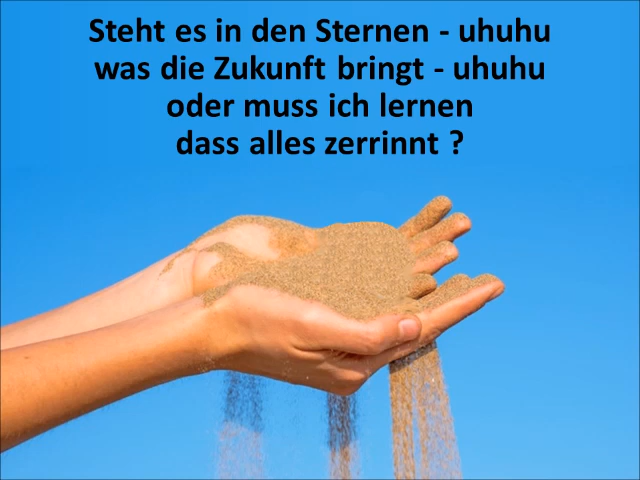 Steht es in den Sternen - uhuhu
was die Zukunft bringt - uhuhu
oder muss ich lernen
dass alles zerrinnt ?